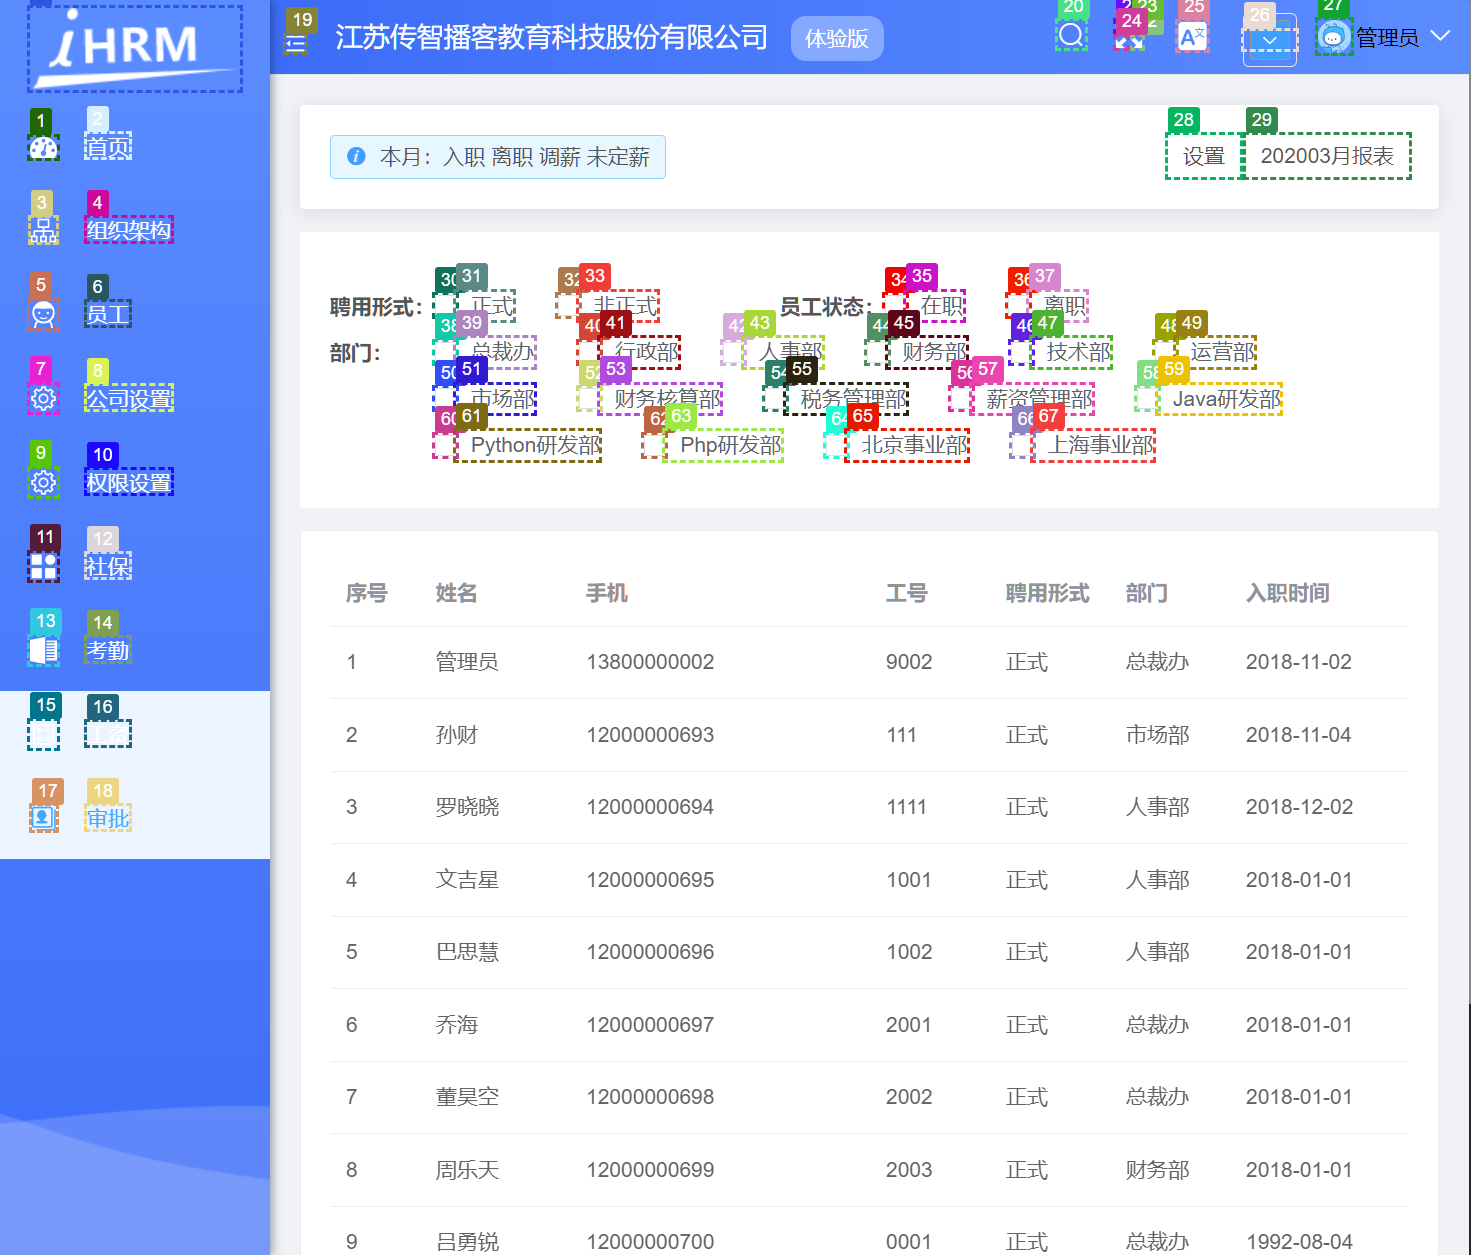 iHRM
19
江苏传智播客教育科技股份有限公司
体验版
20
23
24
25
26
27
管理员
1
2
首页
3
4
组织架构
5
6
员工
7
8
公司设置
9
10
权限设置
11
12
社保
13
14
考勤
15
16
工资
17
18
审批
本月：入职 离职 调薪 未定薪
28
29
设置
202003月报表
30 31 32 33 34 35 36 37
聘用形式： 正式 非正式 员工状态： 在职 离职
38 39 40 41 42 43 44 45 46 47 48 49
部门： 总裁办 行政部 人事部 财务部 技术部 运营部
50 51 52 53 54 55 56 57 58 59
市场部 财务核算部 税务管理部 薪资管理部 Java研发部
60 61 62 63 64 65 66 67
Python研发部 Php研发部 北京事业部 上海事业部
序号 姓名 手机 工号 聘用形式 部门 入职时间
1 管理员 13800000002 9002 正式 总裁办 2018-11-02
2 孙财 12000000693 111 正式 市场部 2018-11-04
3 罗晓晓 12000000694 1111 正式 人事部 2018-12-02
4 文吉星 12000000695 1001 正式 人事部 2018-01-01
5 巴思慧 12000000696 1002 正式 人事部 2018-01-01
6 乔海 12000000697 2001 正式 总裁办 2018-01-01
7 董昊空 12000000698 2002 正式 总裁办 2018-01-01
8 周乐天 12000000699 2003 正式 财务部 2018-01-01
9 吕勇锐 12000000700 0001 正式 总裁办 1992-08-04